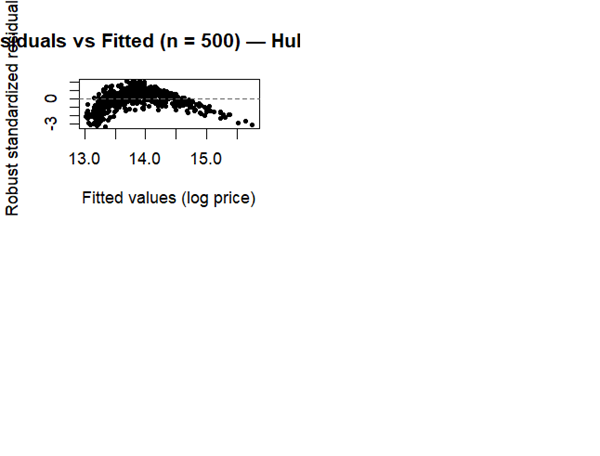 siduals vs Fitted (n = 500) — Hul
Robust standardized residual
0
-3
13.0 14.0 15.0
Fitted values (log price)